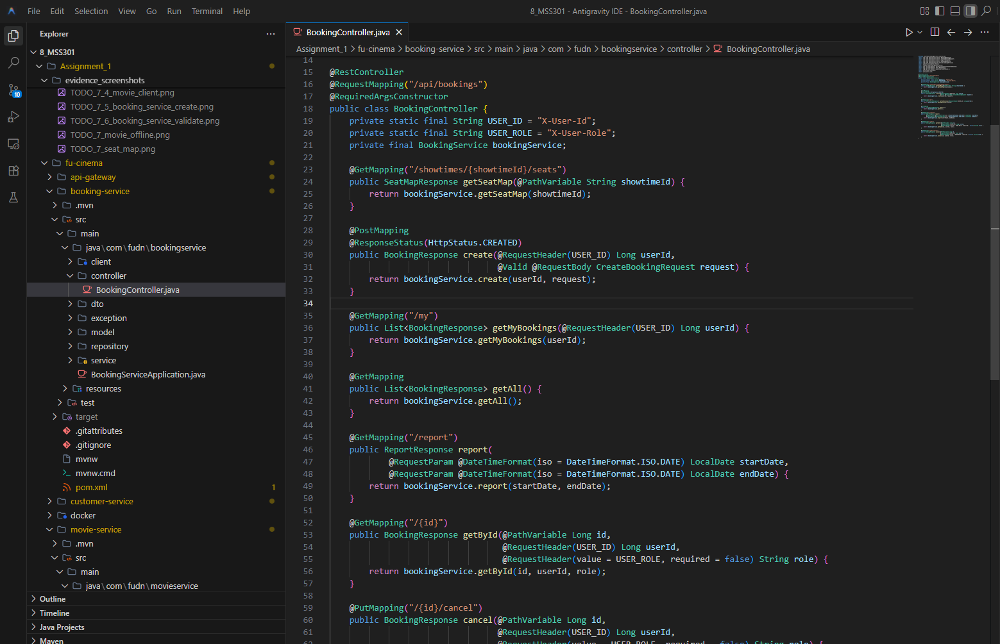 File Edit Selection View Go Run Terminal Help
8_MSS301 - Antigravity IDE - BookingController.java
Explorer
8_MSS301
Assignment_1
evidence_screenshots
TODO_7_4_movie_client.png
TODO_7_5_booking_service_create.png
TODO_7_6_booking_service_validate.png
TODO_7_movie_offline.png
TODO_7_seat_map.png
fu-cinema
api-gateway
booking-service
.mvn
src
main
java\com\fudn\bookingservice
client
controller
BookingController.java
dto
exception
model
repository
service
BookingServiceApplication.java
resources
test
target
.gitattributes
.gitignore
mvnw
mvnw.cmd
pom.xml 1
customer-service
docker
movie-service
.mvn
src
main
java\com\fudn\movieservice
Outline
Timeline
Java Projects
Maven
10
BookingController.java
Assignment_1 > fu-cinema > booking-service > src > main > java > com > fudn > bookingservice > controller > BookingController.java
14
15 @RestController
16 @RequestMapping("/api/bookings")
17 @RequiredArgsConstructor
18 public class BookingController {
19 private static final String USER_ID = "X-User-Id";
20 private static final String USER_ROLE = "X-User-Role";
21 private final BookingService bookingService;
22
23 @GetMapping("/showtimes/{showtimeId}/seats")
24 public SeatMapResponse getSeatMap(@PathVariable String showtimeId) {
25 return bookingService.getSeatMap(showtimeId);
26 }
27
28 @PostMapping
29 @ResponseStatus(HttpStatus.CREATED)
30 public BookingResponse create(@RequestHeader(USER_ID) Long userId,
31 @Valid @RequestBody CreateBookingRequest request) {
32 return bookingService.create(userId, request);
33 }
34
35 @GetMapping("/my")
36 public List<BookingResponse> getMyBookings(@RequestHeader(USER_ID) Long userId) {
37 return bookingService.getMyBookings(userId);
38 }
39
40 @GetMapping
41 public List<BookingResponse> getAll() {
42 return bookingService.getAll();
43 }
44
45 @GetMapping("/report")
46 public ReportResponse report(
47 @RequestParam @DateTimeFormat(iso = DateTimeFormat.ISO.DATE) LocalDate startDate,
48 @RequestParam @DateTimeFormat(iso = DateTimeFormat.ISO.DATE) LocalDate endDate) {
49 return bookingService.report(startDate, endDate);
50 }
51
52 @GetMapping("/{id}")
53 public BookingResponse getById(@PathVariable Long id,
54 @RequestHeader(USER_ID) Long userId,
55 @RequestHeader(value = USER_ROLE, required = false) String role) {
56 return bookingService.getById(id, userId, role);
57 }
58
59 @PutMapping("/{id}/cancel")
60 public BookingResponse cancel(@PathVariable Long id,
61 @RequestHeader(USER_ID) Long userId,
62 @RequestHeader(value = USER_ROLE, required = false) String role) {